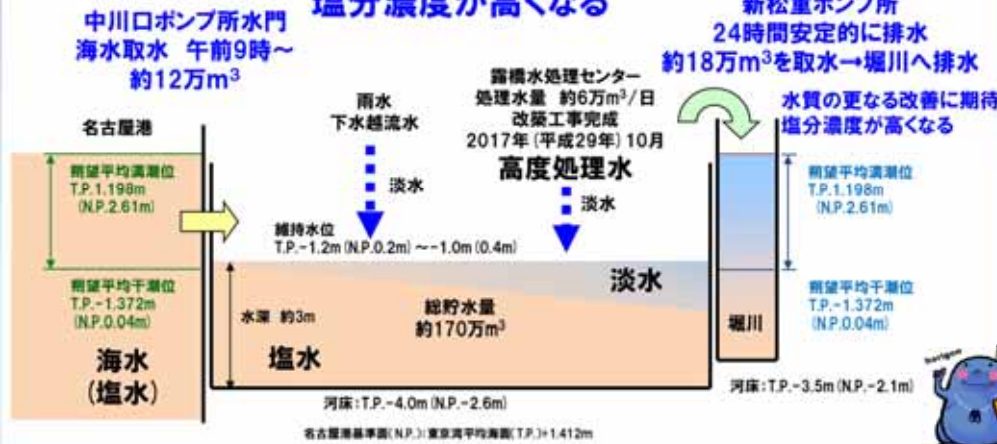 塩分濃度が高くなる
中川口ポンプ所水門
海水取水 午前9時～
約12万m³
新松重ポンプ所
24時間安定的に排水
約18万m³を取水→堀川へ排水
水質の更なる改善に期待
塩分濃度が高くなる
露橋水処理センター
処理水量 約6万m³/日
改築工事完成
2017年(平成29年)10月
高度処理水
淡水
雨水
下水越流水
淡水
名古屋港
朔望平均満潮位
T.P.1.198m
(N.P.2.61m)
朔望平均干潮位
T.P.-1.372m
(N.P.0.04m)
海水
(塩水)
維持水位
T.P.-1.2m(N.P.0.2m)～-1.0m(0.4m)
水深 約3m
総貯水量
約170万m³
塩水
淡水
河床:T.P.-4.0m(N.P.-2.6m)
朔望平均満潮位
T.P.1.198m
(N.P.2.61m)
朔望平均干潮位
T.P.-1.372m
(N.P.0.04m)
堀川
河床:T.P.-3.5m(N.P.-2.1m)
名古屋港基準面(N.P.):東京湾平均海面(T.P.)+1.412m